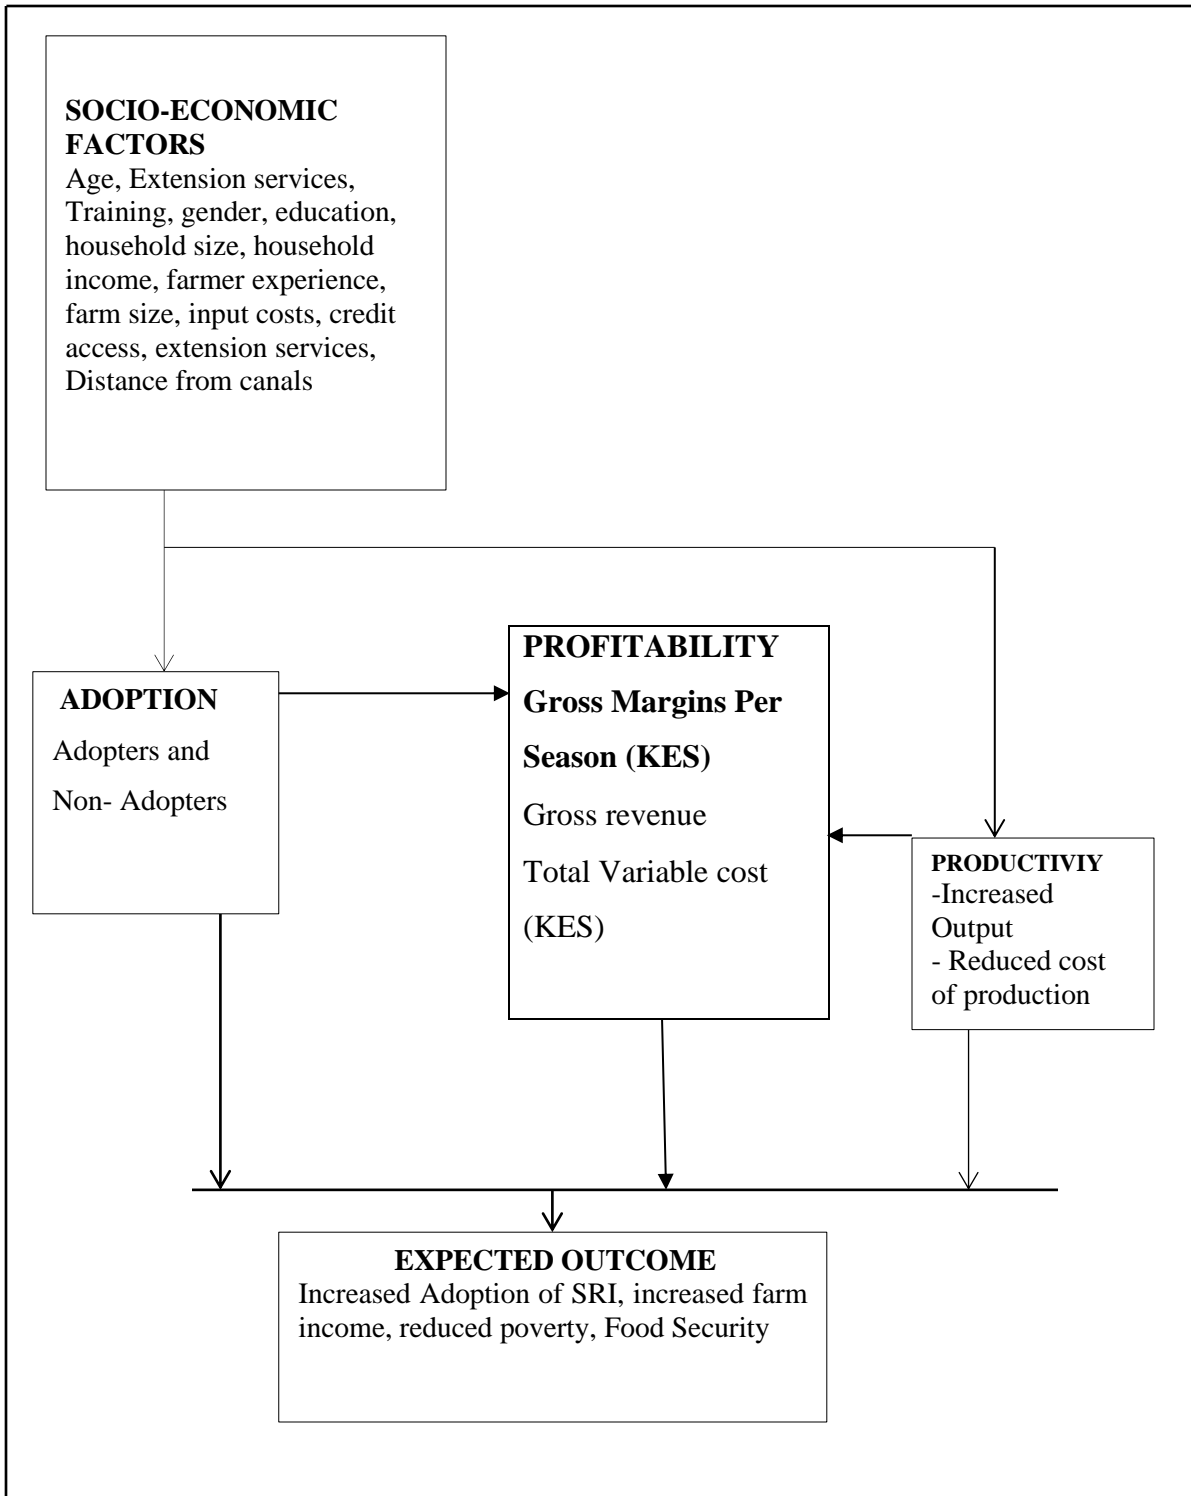 SOCIO-ECONOMIC
FACTORS
Age, Extension services,
Training, gender, education,
household size, household
income, farmer experience,
farm size, input costs, credit
access, extension services,
Distance from canals
ADOPTION
Adopters and
Non- Adopters
PROFITABILITY
Gross Margins Per
Season (KES)
Gross revenue
Total Variable cost
(KES)
PRODUCTIVIY
-Increased
Output
- Reduced cost
of production
EXPECTED OUTCOME
Increased Adoption of SRI, increased farm
income, reduced poverty, Food Security